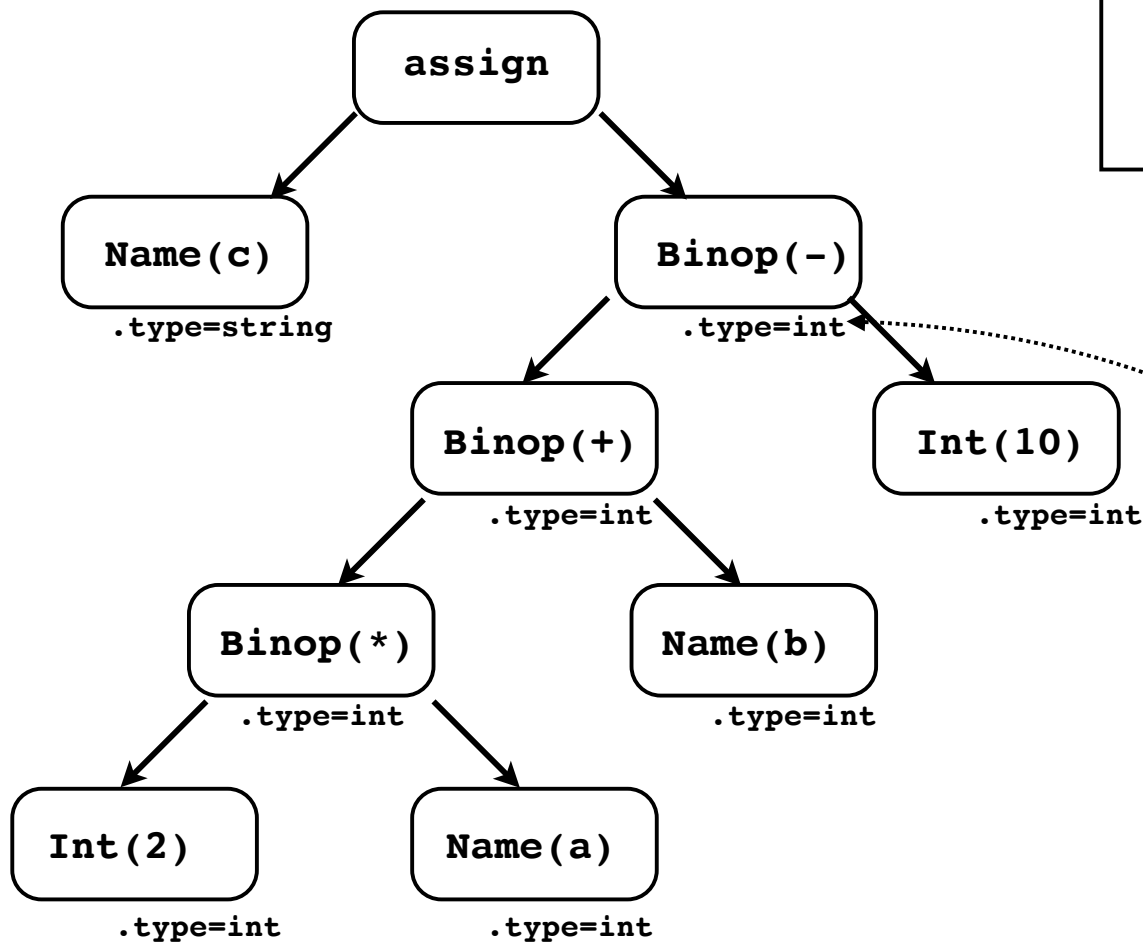 assign
Name(c)
Binop(-)
.type=string
.type=int
Binop(+)
Int(10)
.type=int
.type=int
Binop(*)
Name(b)
.type=int
.type=int
Int(2)
Name(a)
.type=int
.type=int